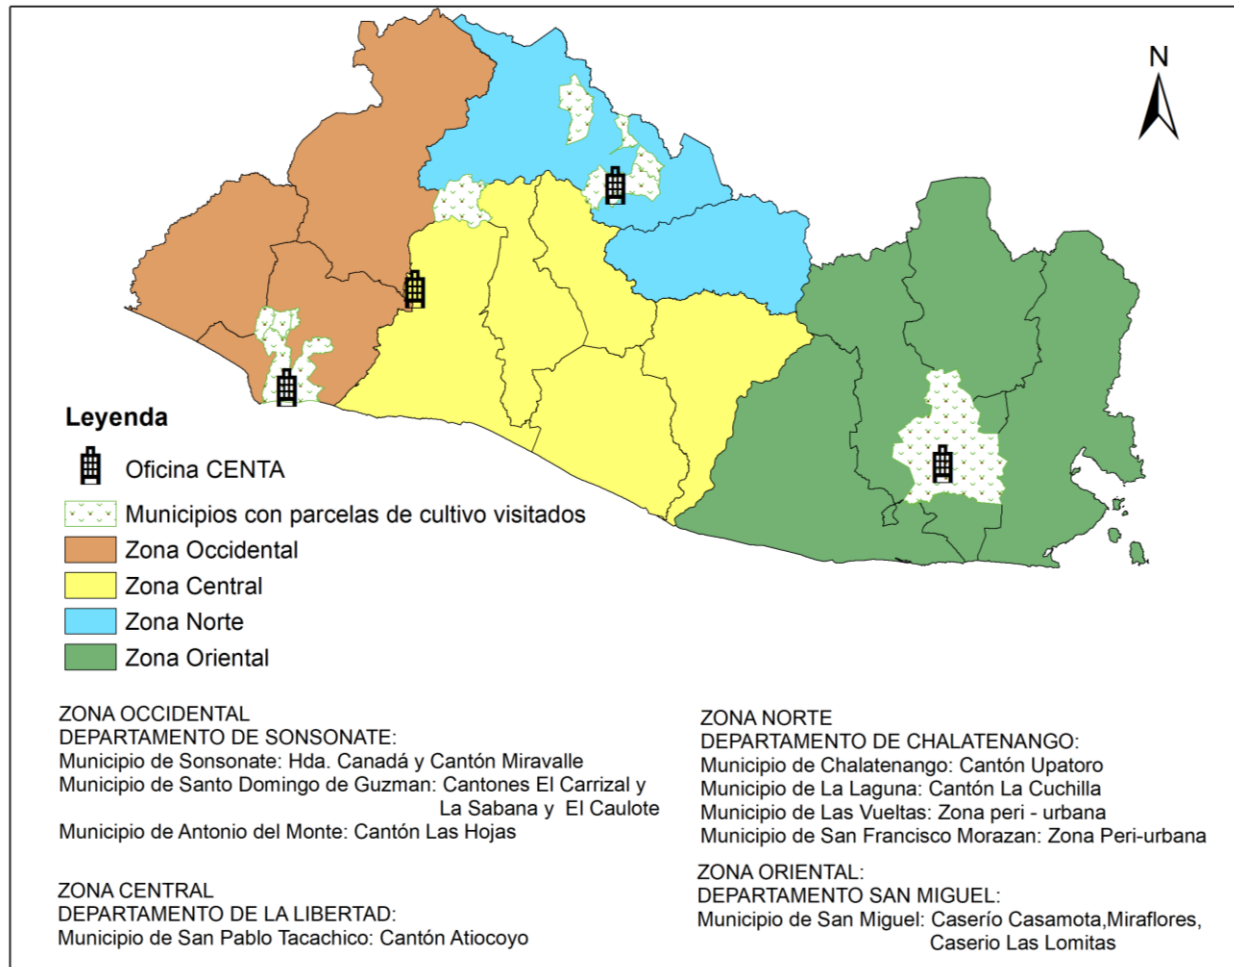 N
Leyenda
Oficina CENTA
Municipios con parcelas de cultivo visitados
Zona Occidental
Zona Central
Zona Norte
Zona Oriental
ZONA OCCIDENTAL
DEPARTAMENTO DE SONSONATE:
Municipio de Sonsonate: Hda. Canadá y Cantón Miravalle
Municipio de Santo Domingo de Guzman: Cantones El Carrizal y
La Sabana y El Caulote
Municipio de Antonio del Monte: Cantón Las Hojas
ZONA CENTRAL
DEPARTAMENTO DE LA LIBERTAD:
Municipio de San Pablo Tacachico: Cantón Atiocoyo
ZONA NORTE
DEPARTAMENTO DE CHALATENANGO:
Municipio de Chalatenango: Cantón Upatoro
Municipio de La Laguna: Cantón La Cuchilla
Municipio de Las Vueltas: Zona peri - urbana
Municipio de San Francisco Morazan: Zona Peri-urbana
ZONA ORIENTAL:
DEPARTAMENTO SAN MIGUEL:
Municipio de San Miguel: Caserío Casamota,Miraflores,
Caserio Las Lomitas